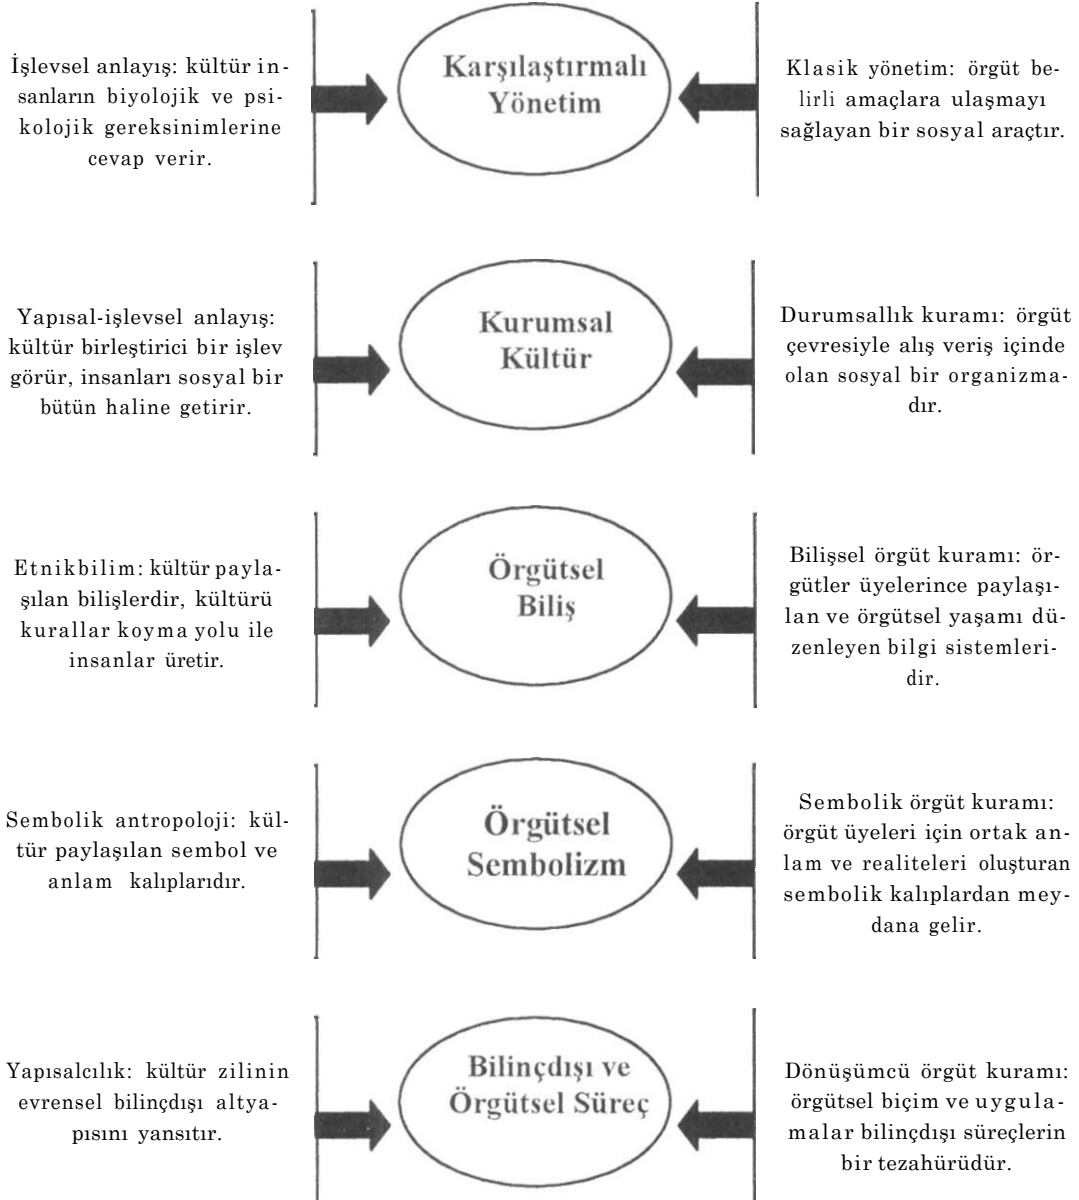 İşlevsel anlayış: kültür in-
sanların biyolojik ve psi-
kolojik gereksinimlerine
cevap verir.
Karşılaştırmalı
Yönetim
Klasik yönetim: örgüt be-
lirli amaçlara ulaşmayı
sağlayan bir sosyal araçtır.
Yapısal-işlevsel anlayış:
kültür birleştirici bir işlev
görür, insanları sosyal bir
bütün haline getirir.
Kurumsal
Kültür
Durumsallık kuramı: örgüt
çevresiyle alış veriş içinde
olan sosyal bir organizma-
dır.
Etnikbilim: kültür payla-
şılan bilişlerdir, kültürü
kurallar koyma yolu ile
insanlar üretir.
Örgütsel
Biliş
Bilişsel örgüt kuramı: ör-
gütler üyelerince paylaşı-
lan ve örgütsel yaşamı dü-
zenleyen bilgi sistemleri-
dir.
Sembolik antropoloji: kül-
tür paylaşılan sembol ve
anlam kalıplarıdır.
Örgütsel
Sembolizm
Sembolik örgüt kuramı:
örgüt üyeleri için ortak an-
lam ve realiteleri oluşturan
sembolik kalıplardan mey-
dana gelir.
Yapısalcılık: kültür zilinin
evrensel bilinçdışı altya-
pısını yansıtır.
Bilinçdışı ve
Örgütsel Süreç
Dönüşümcü örgüt kuramı:
örgütsel biçim ve uygula-
malar bilinçdışı süreçlerin
bir tezahürüdür.